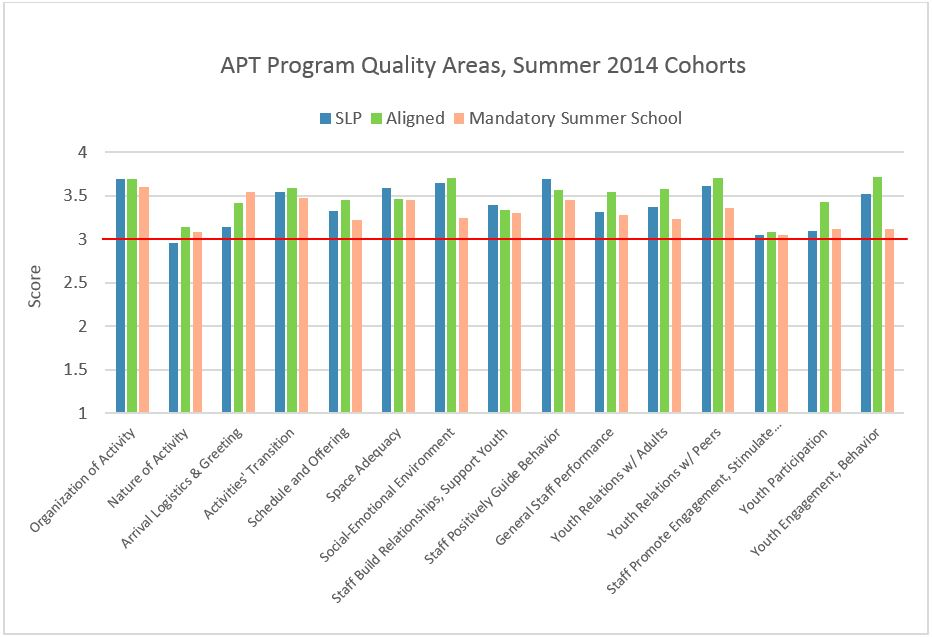 APT Program Quality Areas, Summer 2014 Cohorts
SLP Aligned Mandatory Summer School
4
3.5
3
2.5
2
1.5
1
Score
Organization of Activity
Nature of Activity
Arrival Logistics & Greeting
Activities' Transition
Schedule and Offering
Space Adequacy
Social-Emotional Environment
Staff Build Relationships, Support Youth
Staff Positively Guide Behavior
General Staff Performance
Youth Relations w/ Adults
Youth Relations w/ Peers
Staff Promote Engagement, Stimulate...
Youth Participation
Youth Engagement, Behavior